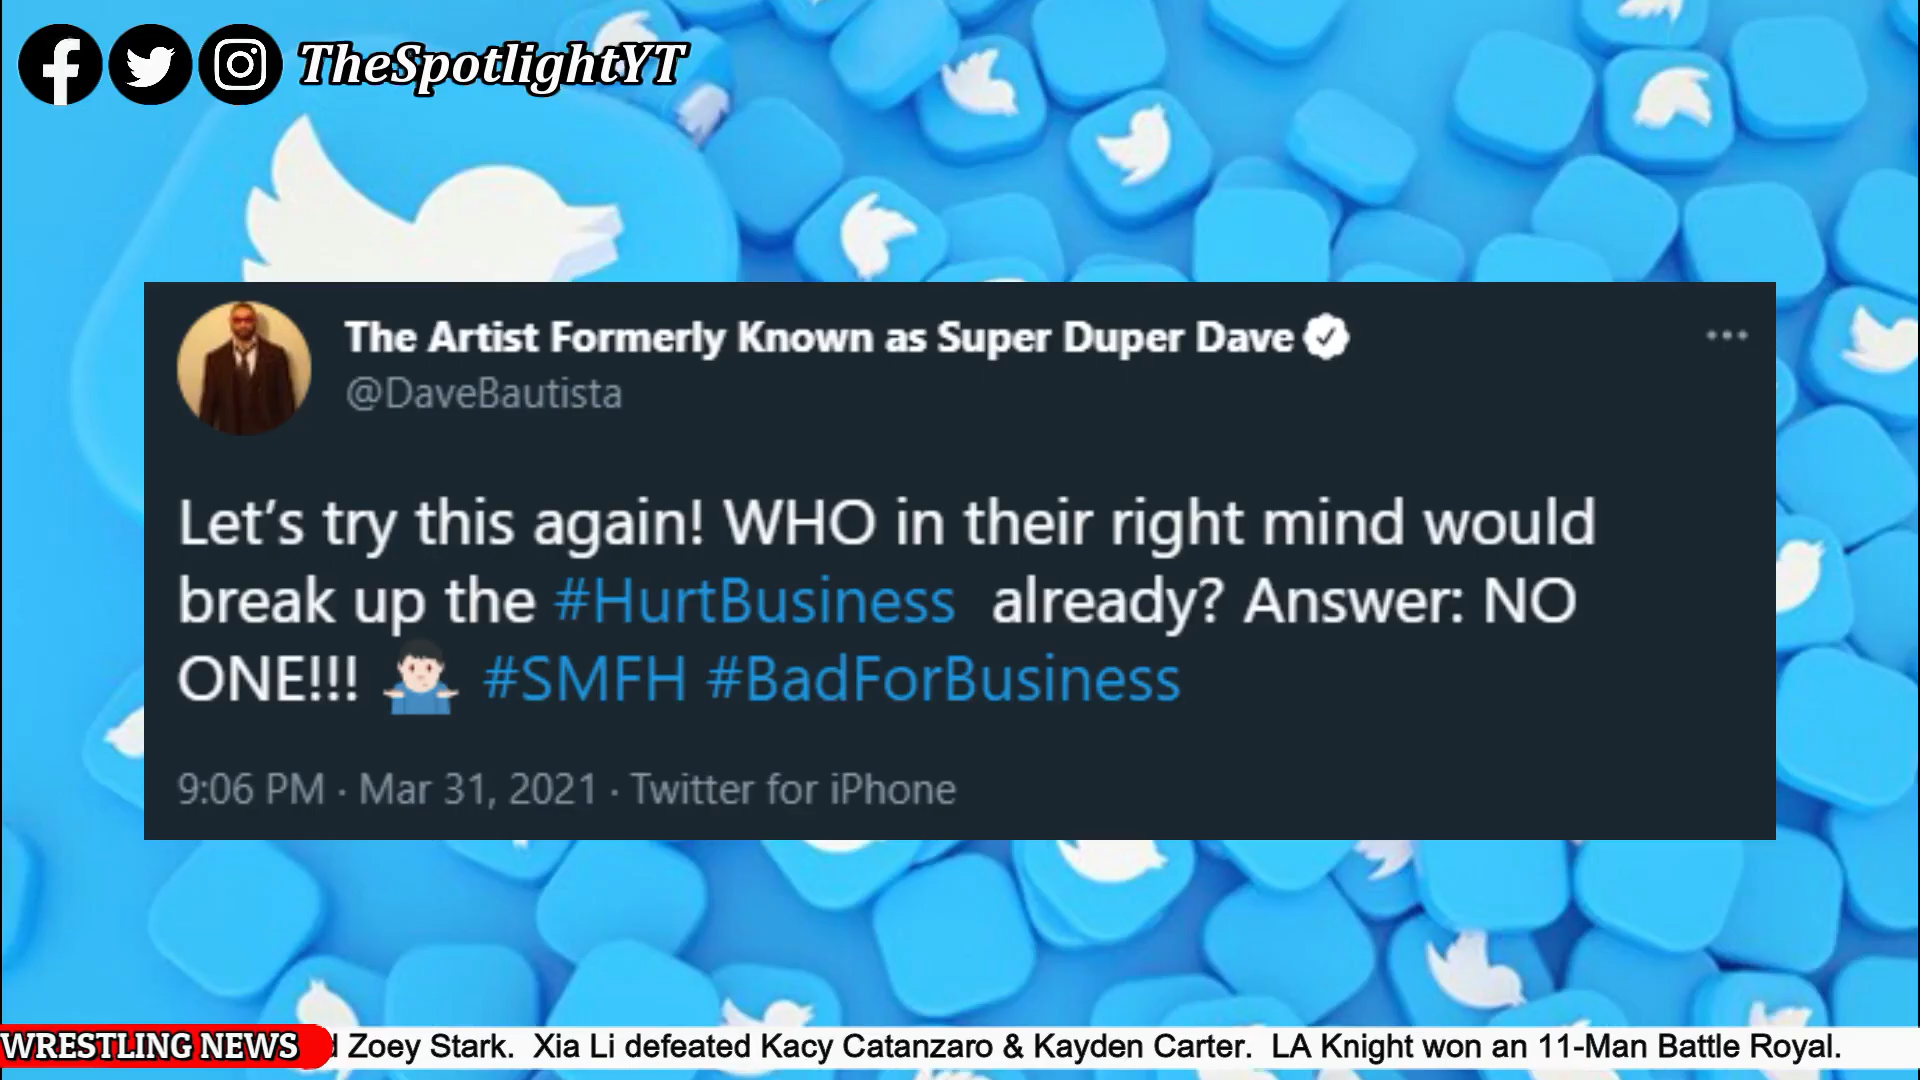 TheSpotlightYT
The Artist Formerly Known as Super Duper Dave
@DaveBautista
Let’s try this again! WHO in their right mind would
break up the #HurtBusiness already? Answer: NO
ONE!!! 🤷🏻‍♂️ #SMFH #BadForBusiness
9:06 PM · Mar 31, 2021 · Twitter for iPhone
WRESTLING NEWS Zoey Stark. Xia Li defeated Kacy Catanzaro & Kayden Carter. LA Knight won an 11-Man Battle Royal.